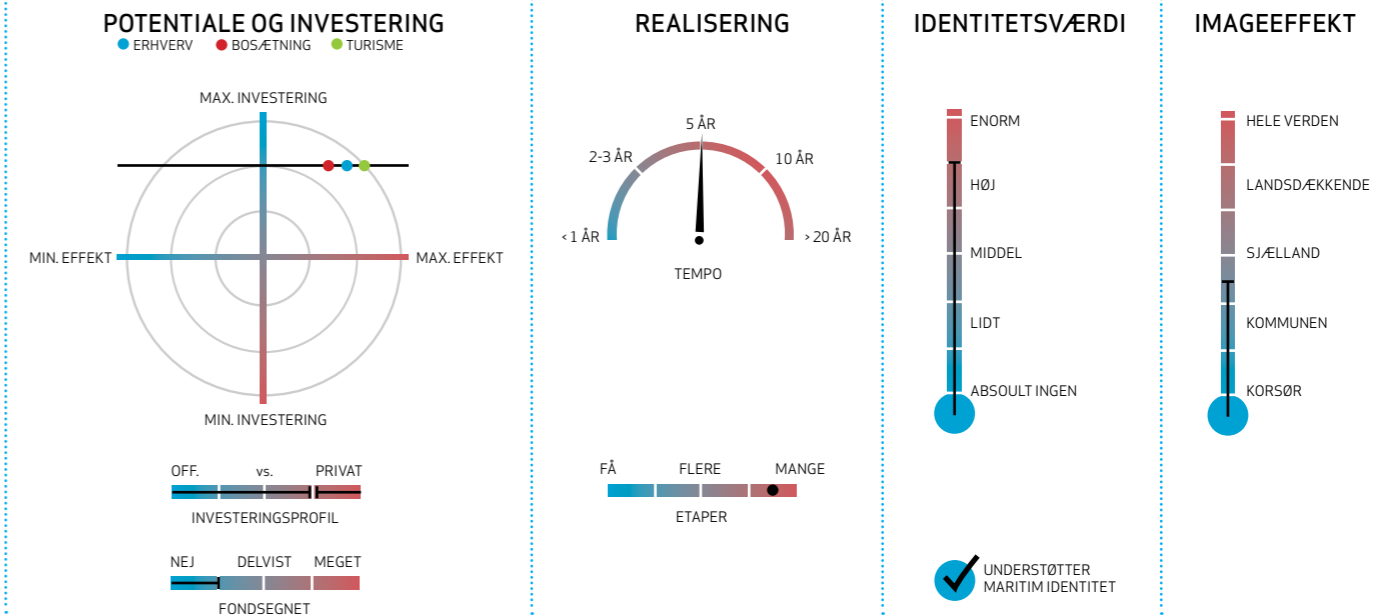 POTENTIALE OG INVESTERING
ERHVERV BOSÆTNING TURISME
MAX. INVESTERING
MIN. EFFEKT MAX. EFFEKT
MIN. INVESTERING
OFF. vs. PRIVAT
INVESTERINGSPROFIL
NEJ DELVIST MEGET
FONDSEGNET
REALISERING
5 ÅR
2-3 ÅR 10 ÅR
<1 ÅR >20 ÅR
TEMPO
FÅ FLERE MANGE
ETAPER
IDENTITETSVÆRDI
ENORM
HØJ
MIDDEL
LIDT
ABSOULT INGEN
UNDERSTØTTER
MARITIM IDENTITET
IMAGEEFFEKT
HELE VERDEN
LANDSDÆKKENDE
SJÆLLAND
KOMMUNEN
KORSØR